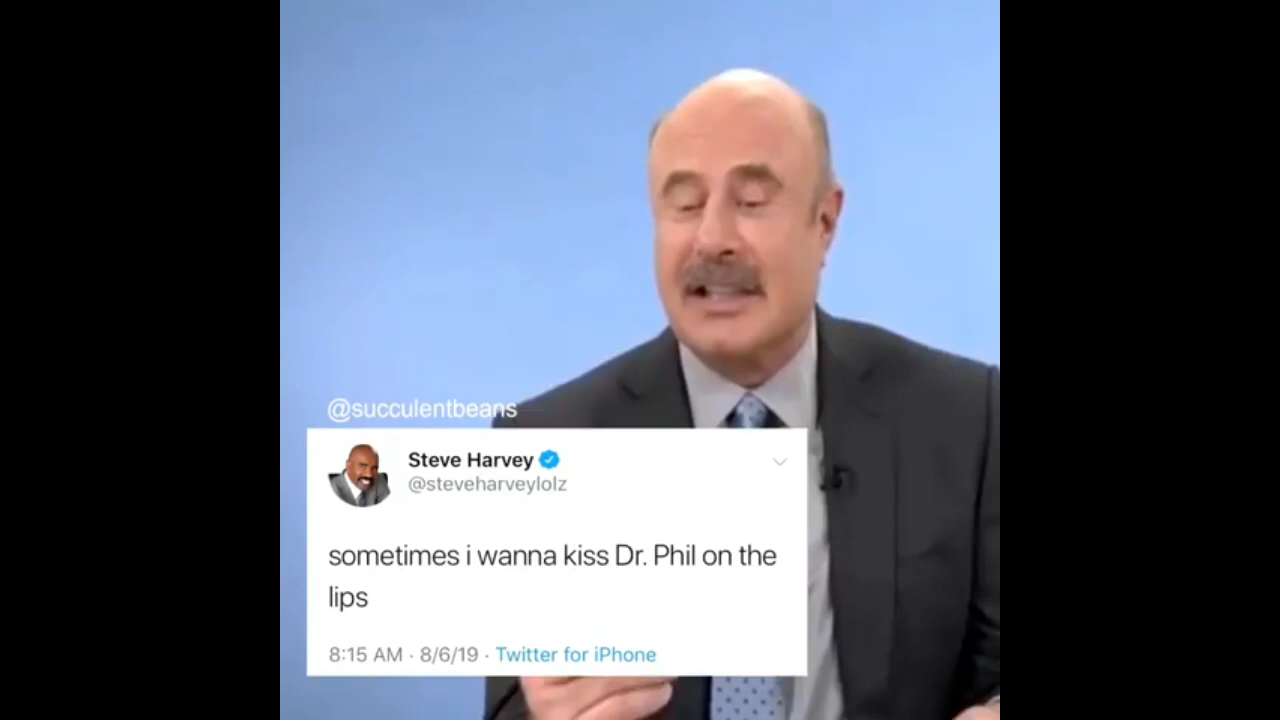 @succulentbeans
Steve Harvey
@steveharveylolz
sometimes i wanna kiss Dr. Phil on the
lips
8:15 AM · 8/6/19 · Twitter for iPhone